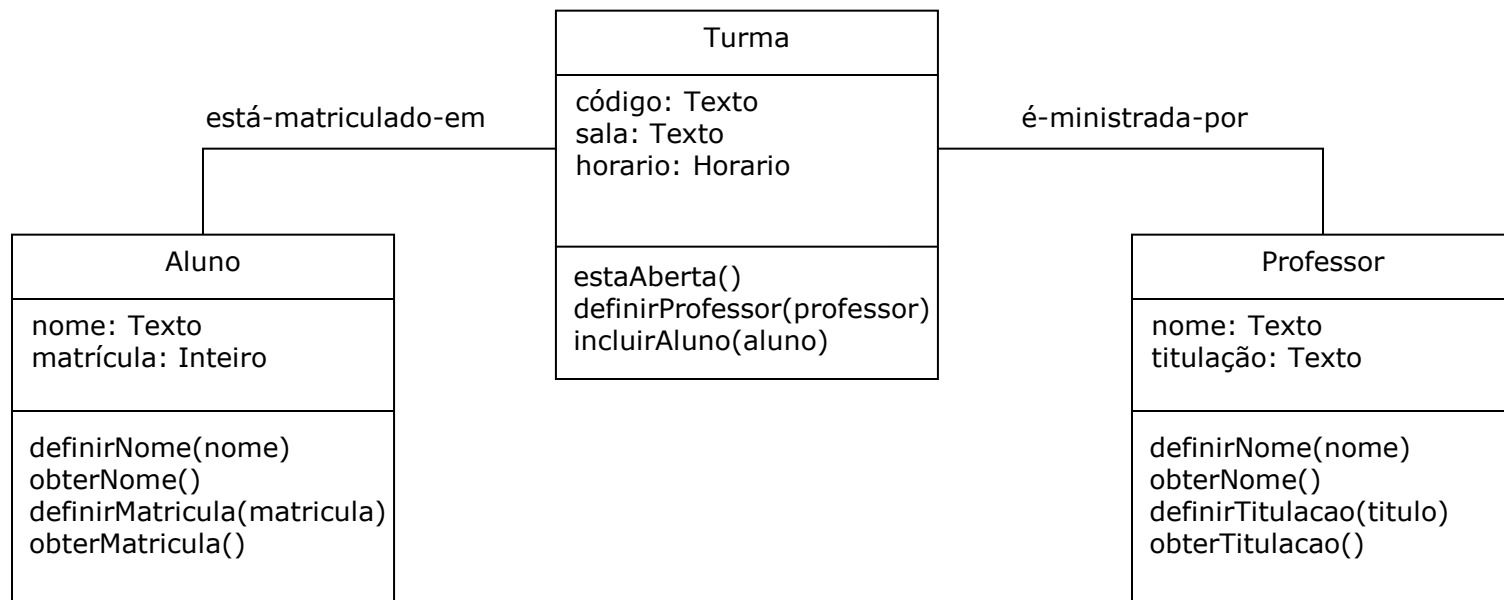 Turma
código: Texto
sala: Texto
horario: Horario
estaAberta()
definirProfessor(professor)
incluirAluno(aluno)
está-matriculado-em
é-ministrada-por
Aluno
nome: Texto
matrícula: Inteiro
definirNome(nome)
obterNome()
definirMatricula(matricula)
obterMatricula()
Professor
nome: Texto
titulação: Texto
definirNome(nome)
obterNome()
definirTitulacao(titulo)
obterTitulacao()